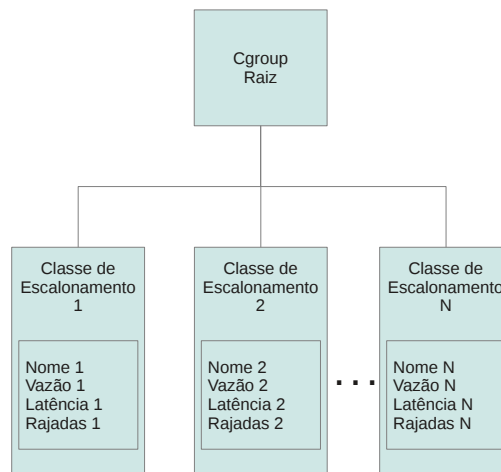 Cgroup
Raiz
Classe de
Escalonamento
1
Nome 1
Vazão 1
Latência 1
Rajadas 1
Classe de
Escalonamento
2
Nome 2
Vazão 2
Latência 2
Rajadas 2
. . .
Classe de
Escalonamento
N
Nome N
Vazão N
Latência N
Rajadas N